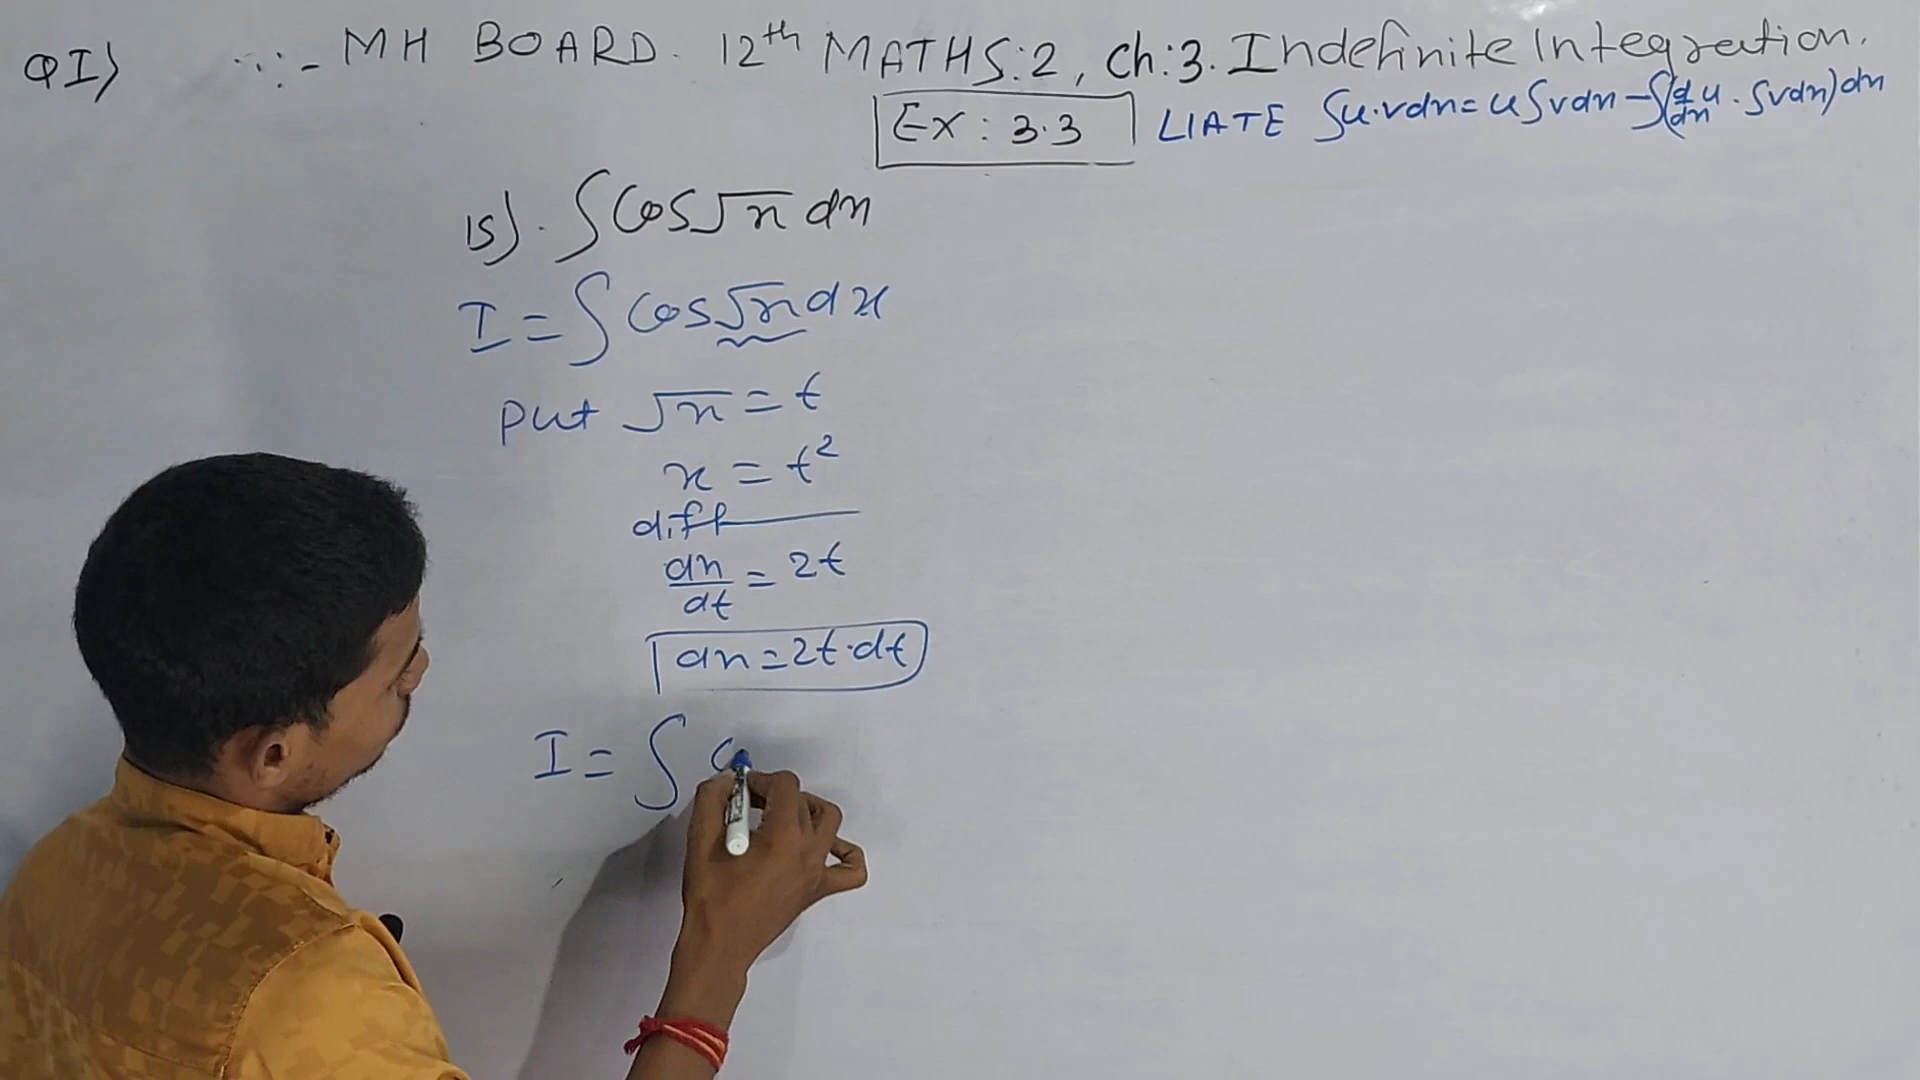 QI) ∴:- MH BOARD. 12th MATHS:2, Ch:3. Indefinite Integration.
Ex : 3.3 LIATE ∫u.vdx=u∫vdx-∫(d/dx u . ∫vdx)dx
15). ∫Cos√x dx
I = ∫ Cos√x dx
Put √x = t
x = t²
diff
dx/dt = 2t
dx = 2t.dt
I = ∫ C